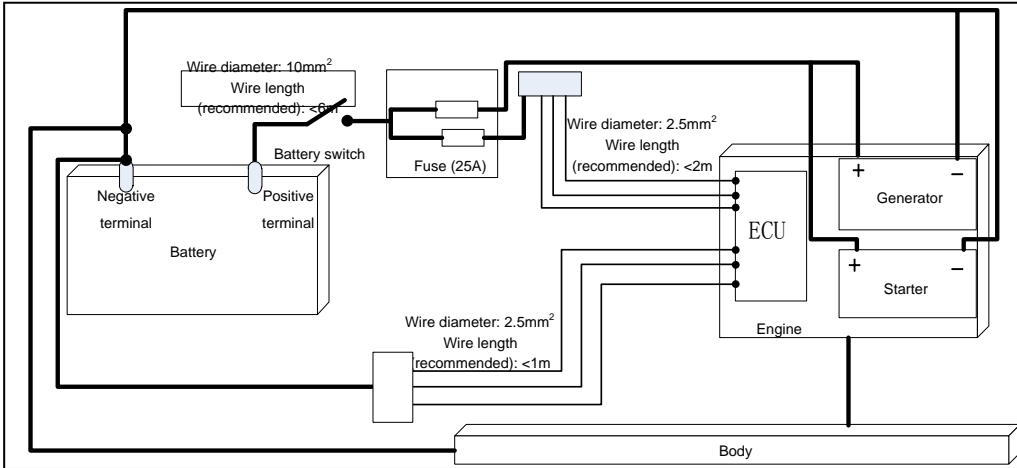 Wire diameter: 10mm²
Wire length
(recommended): <6m
Battery switch
Fuse (25A)
Wire diameter: 2.5mm²
Wire length
(recommended): <2m
Negative
terminal
Positive
terminal
Battery
+
−
Generator
ECU
+
−
Starter
Engine
Wire diameter: 2.5mm²
Wire length
(recommended): <1m
Body